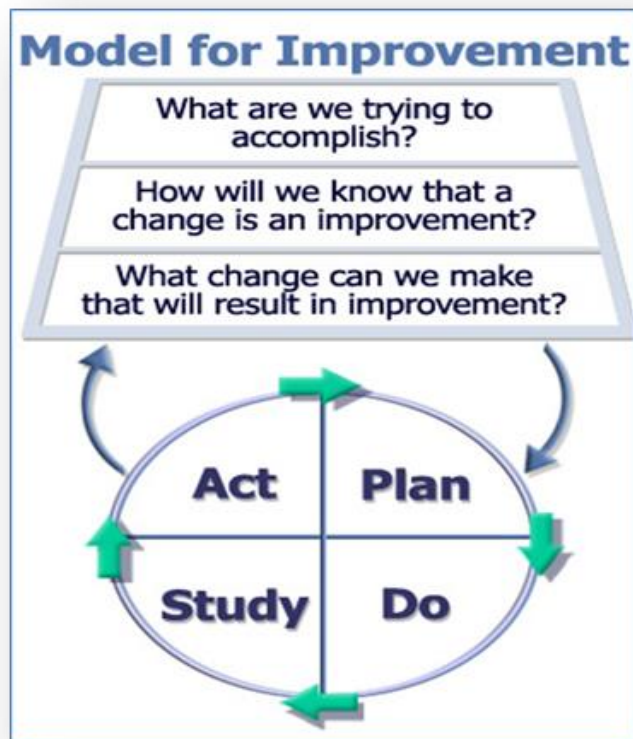 Model for Improvement
What are we trying to
accomplish?
How will we know that a
change is an improvement?
What change can we make
that will result in improvement?
Act
Plan
Study
Do